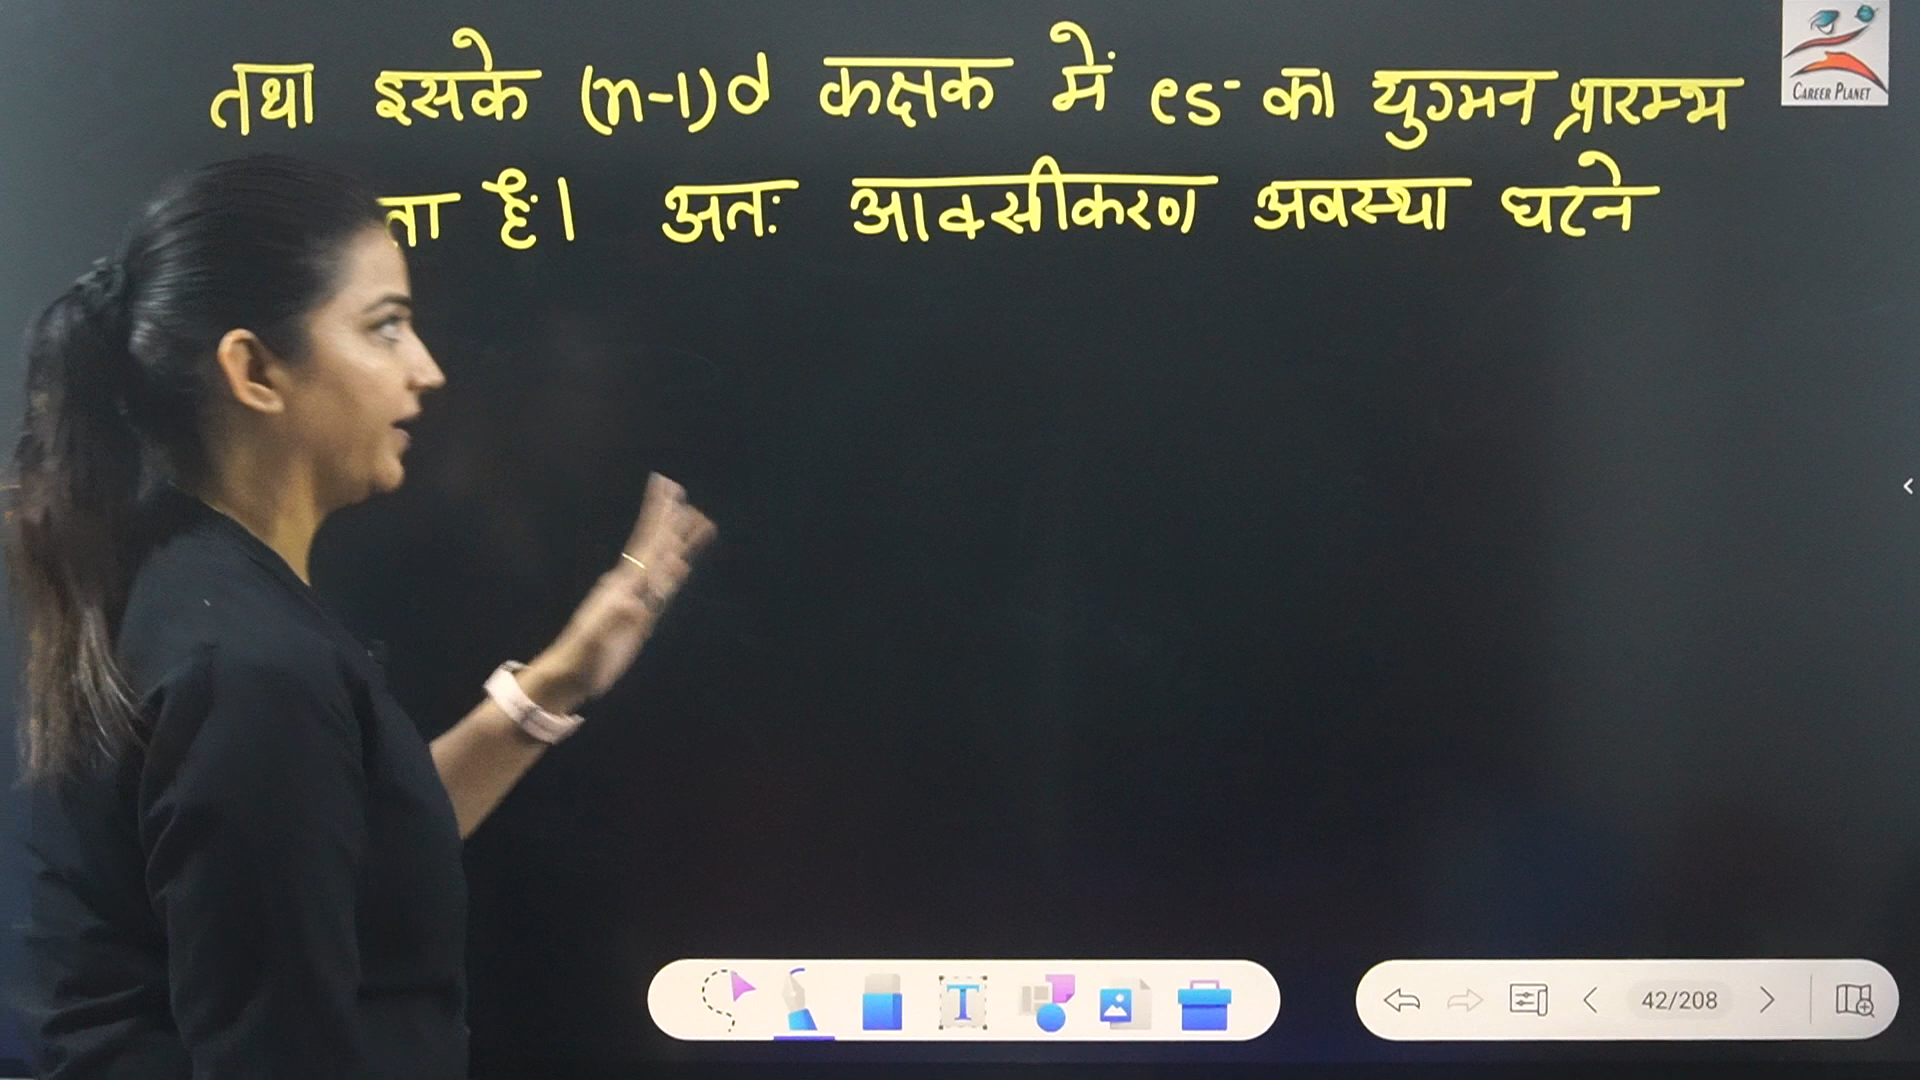 तथा इसके (n-1)d कक्षक में es⁻ का युग्मन प्रारम्भ
है। अतः आक्सीकरण अवस्था घटने
CAREER PLANET
42/208